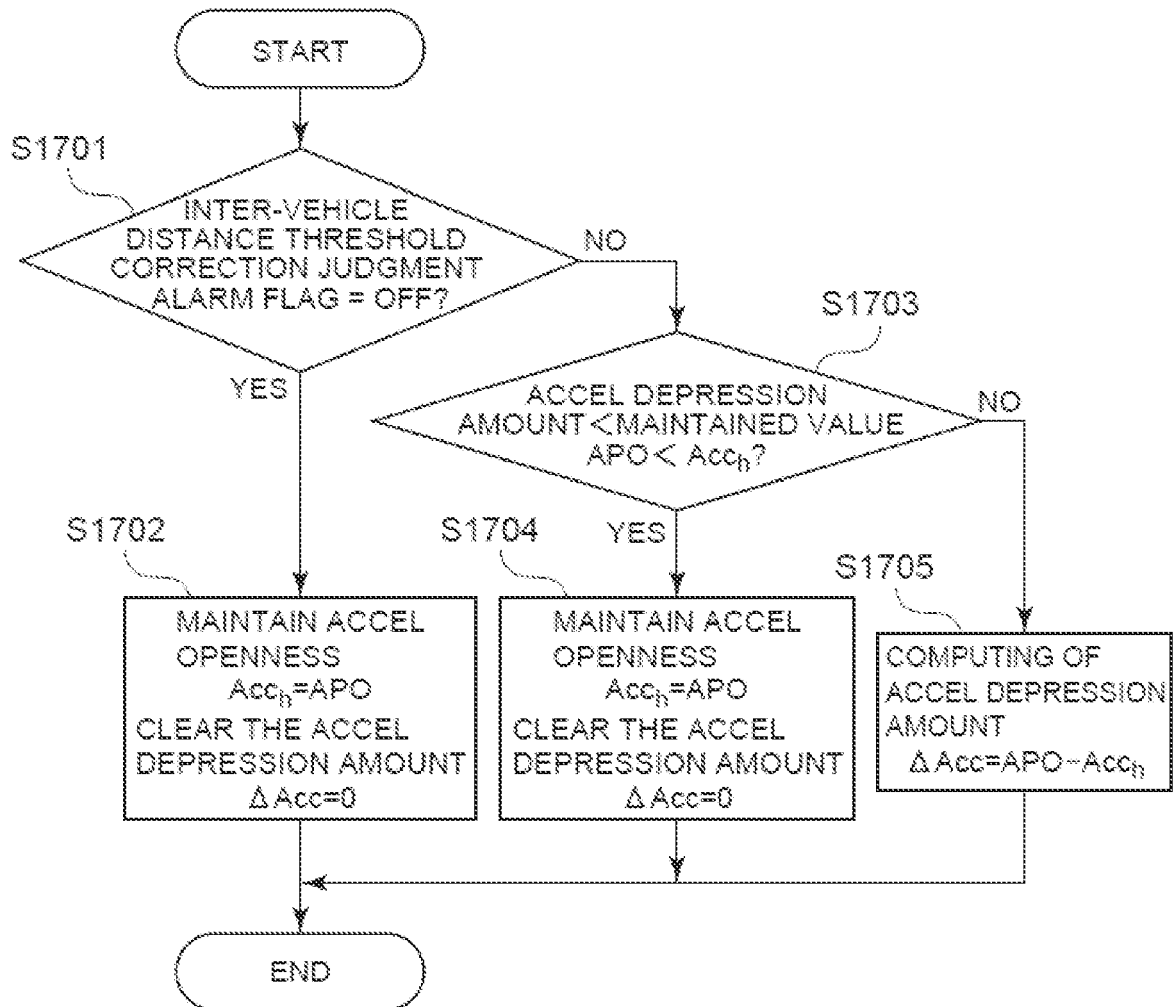 START
S1701
INTER-VEHICLE
DISTANCE THRESHOLD
CORRECTION JUDGMENT
ALARM FLAG = OFF?
NO
YES
S1703
ACCEL DEPRESSION
AMOUNT<MAINTAINED VALUE
APO< Acch?
NO
YES
S1702
MAINTAIN ACCEL
OPENNESS
Acch=APO
CLEAR THE ACCEL
DEPRESSION AMOUNT
ΔAcc=0
S1704
MAINTAIN ACCEL
OPENNESS
Acch=APO
CLEAR THE ACCEL
DEPRESSION AMOUNT
ΔAcc=0
S1705
COMPUTING OF
ACCEL DEPRESSION
AMOUNT
ΔAcc=APO-Acch
END